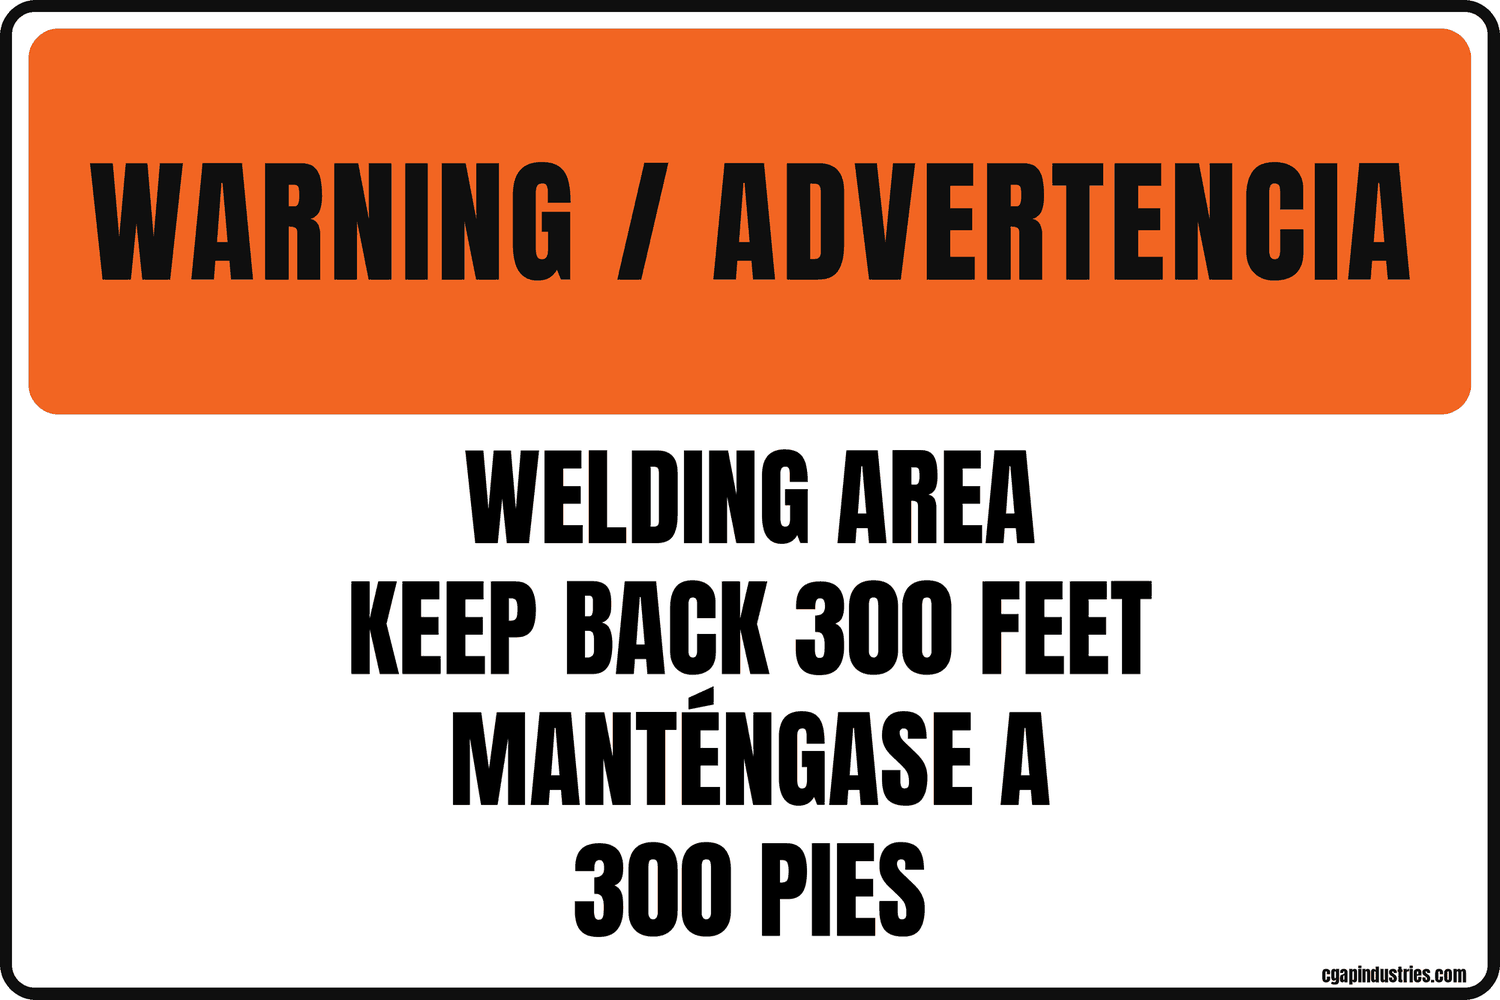 WARNING / ADVERTENCIA
WELDING AREA
KEEP BACK 300 FEET
MANTÉNGASE A
300 PIES
cgapindustries.com